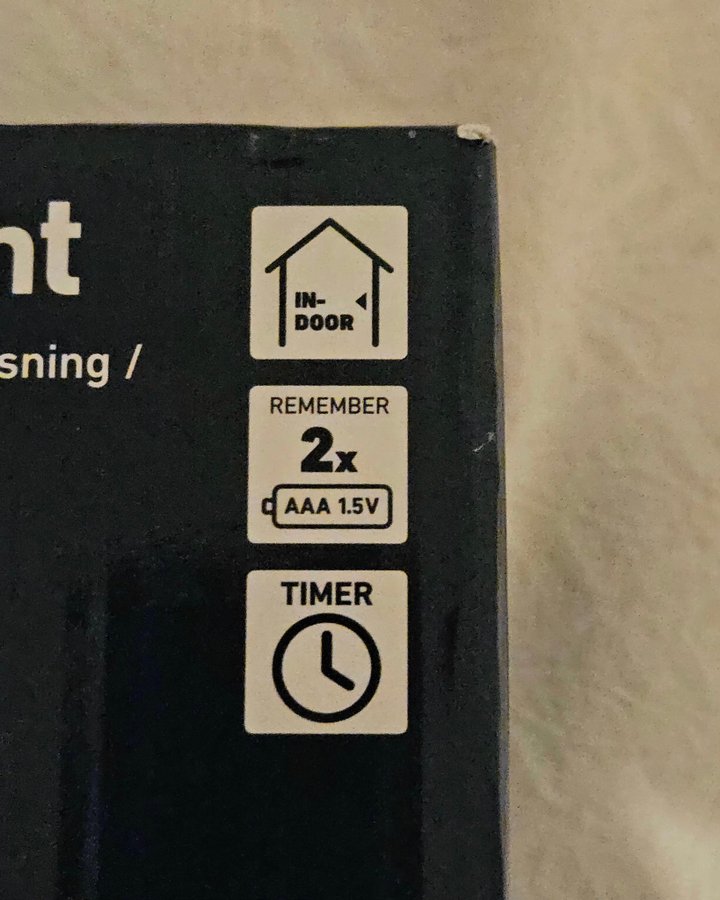 nt
sning /
IN-
DOOR
REMEMBER
2x
AAA 1.5V
TIMER